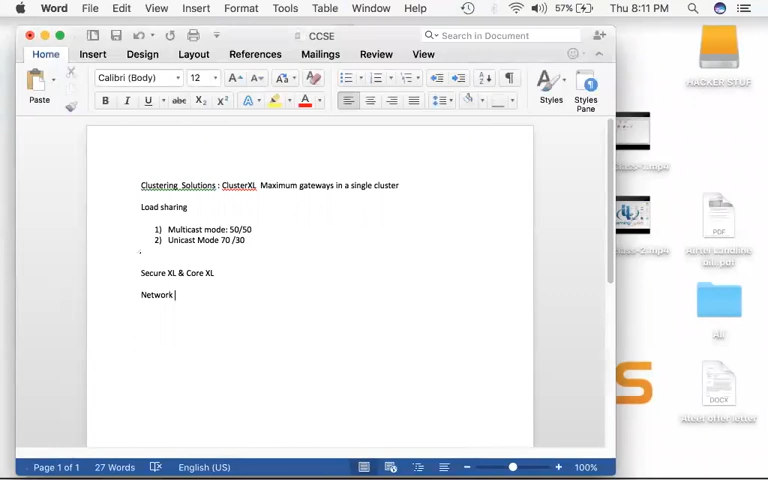 Word File Edit View Insert Format Tools Table Window Help 57% Thu 8:11 PM
CCSE
Search in Document
Home Insert Design Layout References Mailings Review View
Calibri (Body) 12
Paste
Styles
Styles Pane
Clustering Solutions : ClusterXL Maximum gateways in a single cluster
Load sharing
1) Multicast mode: 50/50
2) Unicast Mode 70 /30
Secure XL & Core XL
Network
Page 1 of 1 27 Words English (US) 100%
HACKER STUF
PDF
All
DOCX